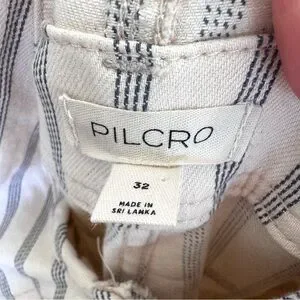 PILCRO
32
MADE IN
SRI LANKA